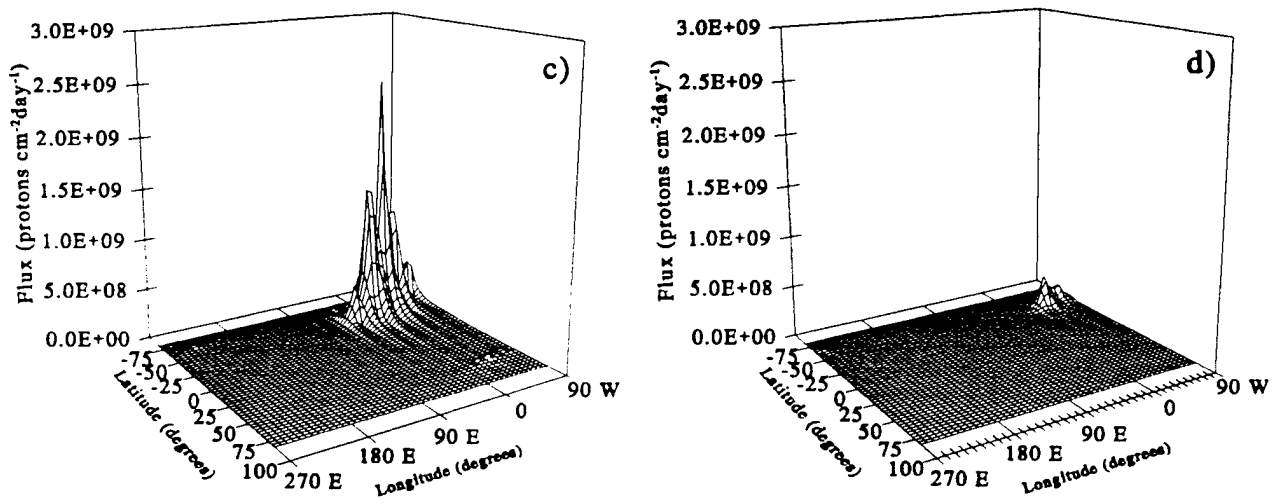 c)
Flux (protons cm-2day-1)
3.0E+09
2.5E+09
2.0E+09
1.5E+09
1.0E+09
5.0E+08
0.0E+00
-75
-50
-25
0
25
50
75
100
Latitude (degrees)
270 E
180 E
90 E
0
90 W
Longitude (degrees)
d)
Flux (protons cm-2day-1)
3.0E+09
2.5E+09
2.0E+09
1.5E+09
1.0E+09
5.0E+08
0.0E+00
-75
-50
-25
0
25
50
75
100
Latitude (degrees)
270 E
180 E
90 E
0
90 W
Longitude (degrees)